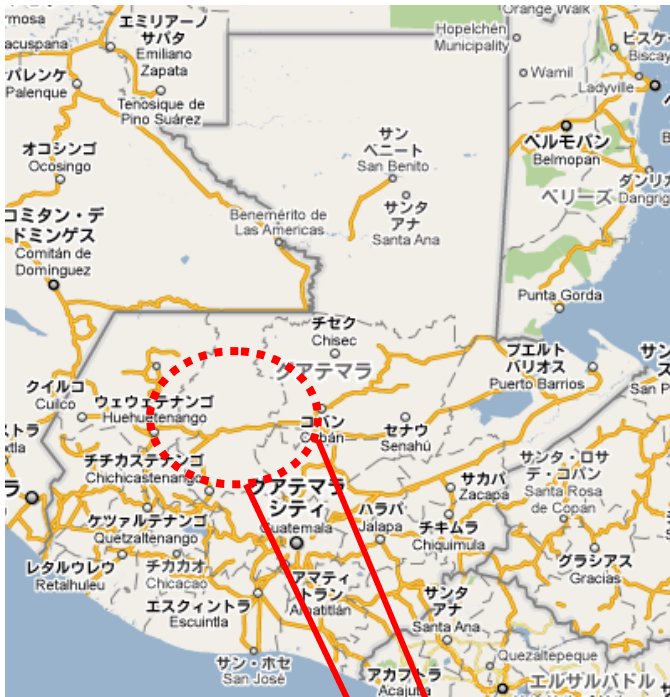 rmosa
エミリアーノ
サパタ
Emiliano
Zapata
acuspana
パレンケ
Palenque
Tenosique de
Pino Suárez
Orange Walk
Hopelchén
Municipality
Wamil
ビスケー
Biscay
Ladyville
ベルモパン
Belmopan
オコシンゴ
Ocosingo
サン
ベニート
San Benito
サンタ
アナ
Santa Ana
ダンリガ
Dangrig
ベリーズ
コミタン・デ
ドミンゲス
Comitán de
Domínguez
Benemérito de
Las Americas
Punta Gorda
チセク
Chisec
グアテマラ
プエルト
バリオス
Puerto Barrios
サン
San P
クイルコ
Cuilco
ウェウェテナンゴ
Huehuetenango
コバン
Cobán
セナウ
Senahú
ストラ
xtla
チチカステナンゴ
Chichicastenango
グアテマラ
シティ
Guatemala
サカパ
Zacapa
サンタ・ロサ
デ・コパン
Santa Rosa
de Copán
ラ
ケツァルテナンゴ
Quetzaltenango
ハラパ
Jalapa
チキムラ
Chiquimula
グラシアス
Gracias
レタルウレウ
Retalhuleu
チカカオ
Chicacao
アマティ
トラン
Amatitlán
エスクィントラ
Escuintla
サンタ
アナ
Santa Ana
サン・ホセ
San José
Quezaltepeque
アカフトラ
Acajutla
エルサルバドル